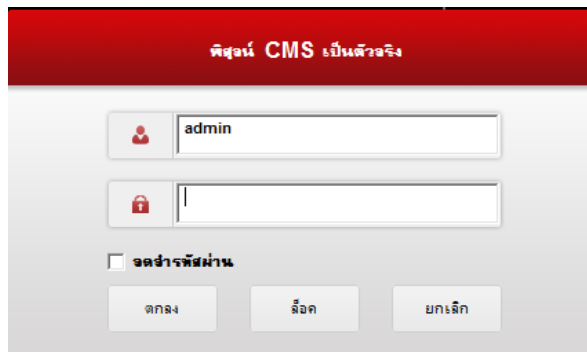 พิสูจน์ CMS เป็นตัวจริง
admin
จดจำรหัสผ่าน
ตกลง ล็อค ยกเลิก